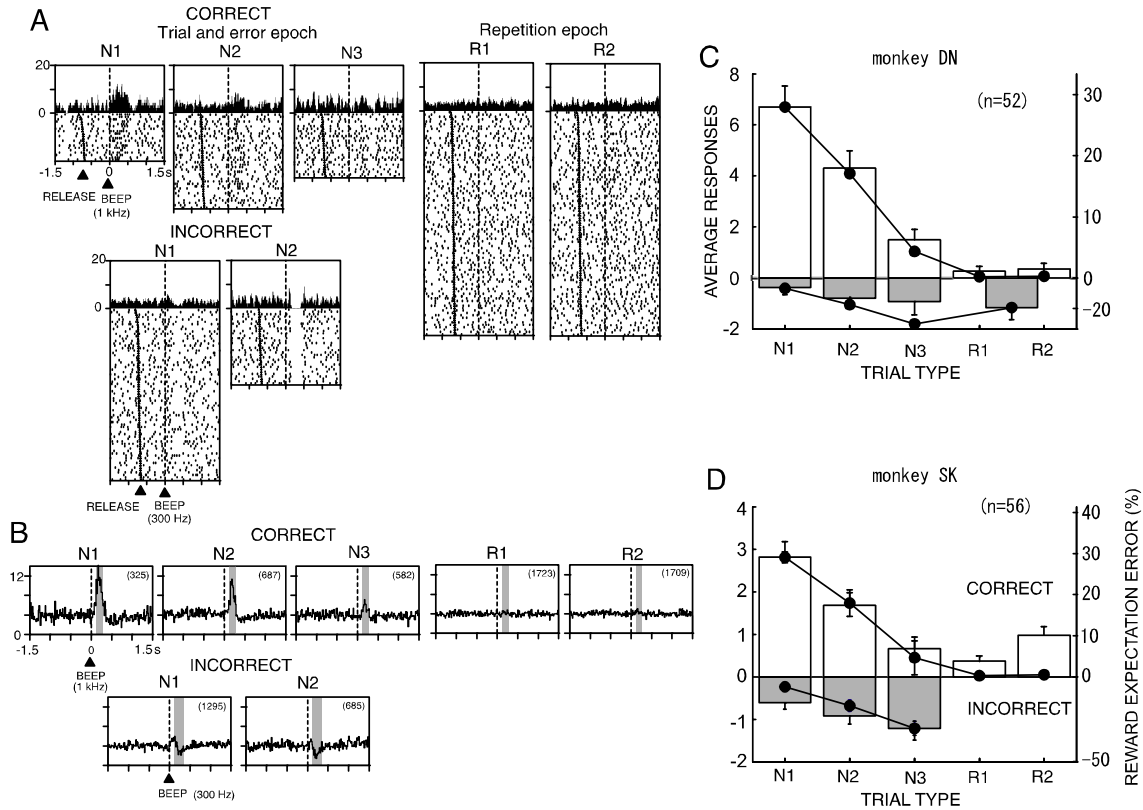 A
CORRECT
Trial and error epoch
Repetition epoch
N1 N2 N3 R1 R2
20
0
-1.5 0 1.5s
RELEASE BEEP
(1 kHz)
INCORRECT
N1 N2
20
0
RELEASE BEEP
(300 Hz)
B
CORRECT
N1 N2 N3 R1 R2
12
0
(325) (687) (582) (1723) (1709)
-1.5 0 1.5s
BEEP
(1 kHz)
INCORRECT
N1 N2
(1295) (685)
BEEP (300 Hz)
C
monkey DN
(n=52)
AVERAGE RESPONSES
8
6
4
2
0
-2
30
20
10
0
-20
N1 N2 N3 R1 R2
TRIAL TYPE
D
monkey SK
(n=56)
4
3
2
1
0
-1
-2
CORRECT
INCORRECT
40
30
20
10
0
-50
REWARD EXPECTATION ERROR (%)
N1 N2 N3 R1 R2
TRIAL TYPE